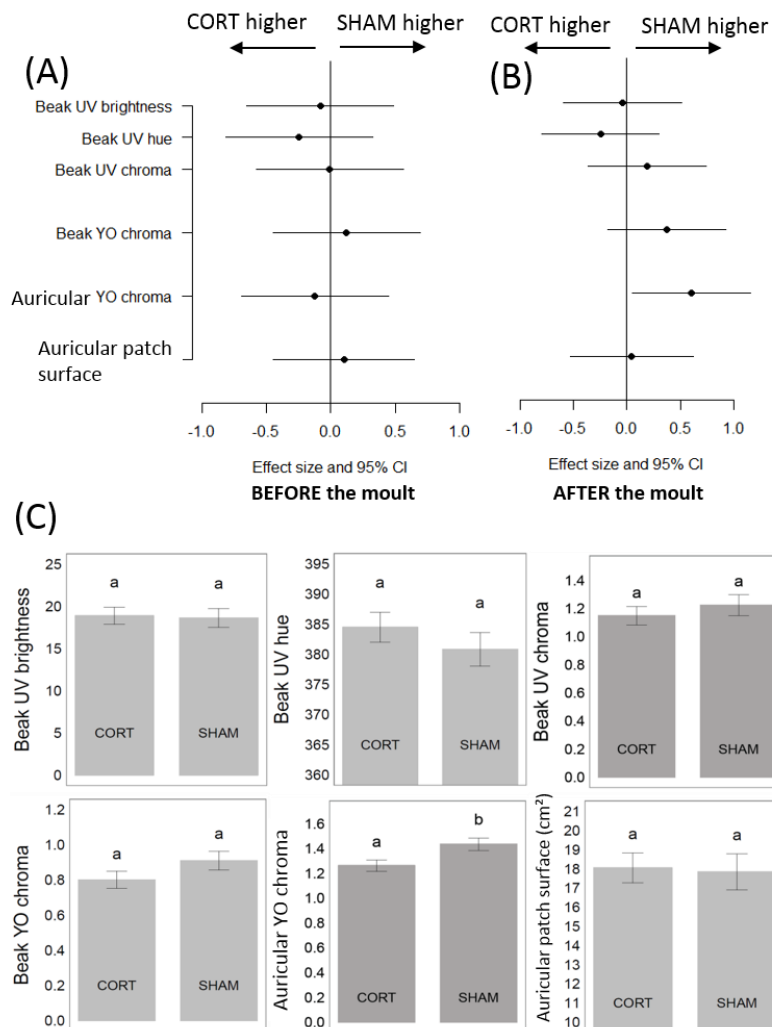 CORT higher SHAM higher CORT higher SHAM higher
(A) (B)
Beak UV brightness
Beak UV hue
Beak UV chroma
Beak YO chroma
Auricular YO chroma
Auricular patch
surface
-1.0 -0.5 0.0 0.5 1.0 -1.0 -0.5 0.0 0.5 1.0
Effect size and 95% CI Effect size and 95% CI
BEFORE the moult AFTER the moult
(C)
Beak UV brightness
25
20
15
10
5
0
a a
CORT SHAM
Beak UV hue
395
390
385
380
375
370
365
360
a a
CORT SHAM
Beak UV chroma
1.4
1.2
1.0
0.8
0.6
0.4
0.2
0.0
a a
CORT SHAM
Beak YO chroma
1.2
1.0
0.8
0.6
0.4
0.2
0.0
a a
CORT SHAM
Auricular YO chroma
1.6
1.4
1.2
1.0
0.8
0.6
0.4
0.2
0.0
a b
CORT SHAM
Auricular patch surface (cm²)
21
20
19
18
17
16
15
14
13
12
11
10
a a
CORT SHAM